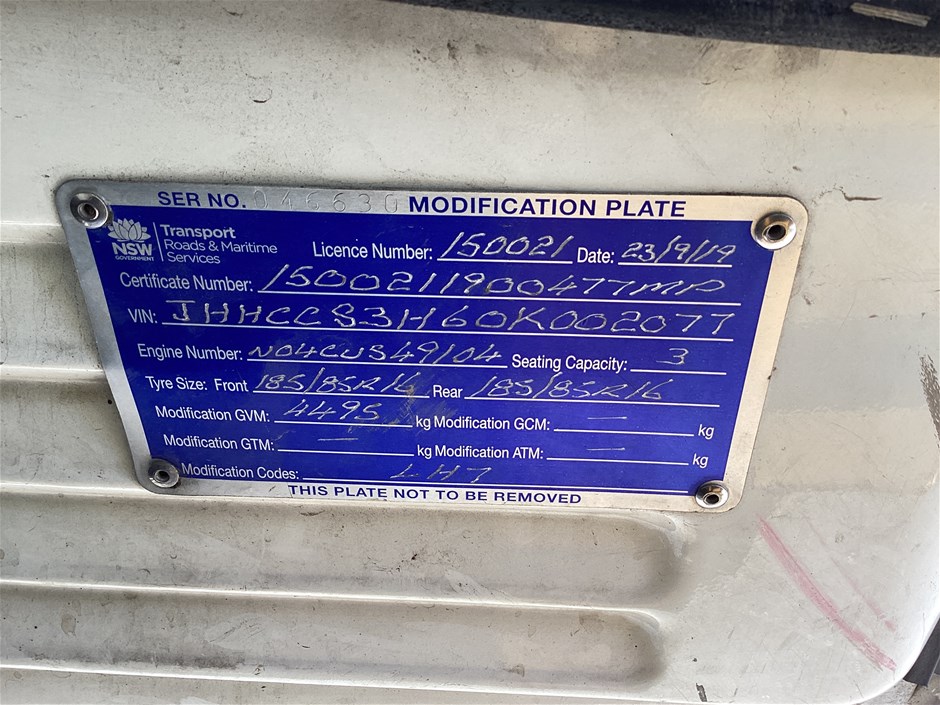 SER NO. 046630 MODIFICATION PLATE
NSW GOVERNMENT
Transport
Roads & Maritime
Services
Licence Number: 150021 Date: 23/9/19
Certificate Number: 1500211900477MP
VIN: JHHCCS3H60K002077
Engine Number: N04CUS49104 Seating Capacity: 3
Tyre Size: Front 185/85R16 Rear 185/85R16
Modification GVM: 4495 kg Modification GCM: — kg
Modification GTM: — kg Modification ATM: — kg
Modification Codes: LH7
THIS PLATE NOT TO BE REMOVED